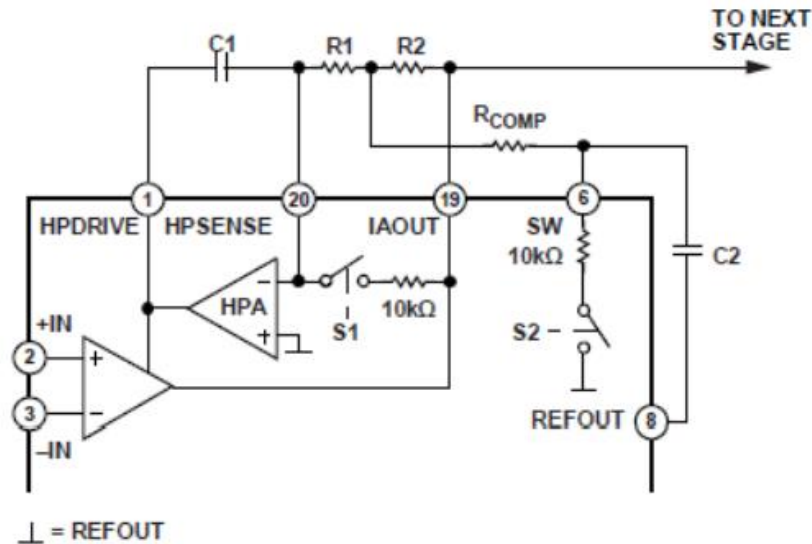 TO NEXT
STAGE
C1
R1
R2
RCOMP
1
20
19
6
HPDRIVE
HPSENSE
IAOUT
SW
10kΩ
C2
HPA
−
+
S1
10kΩ
S2
+IN
2
+
3
−
−IN
REFOUT
8
⊥ = REFOUT